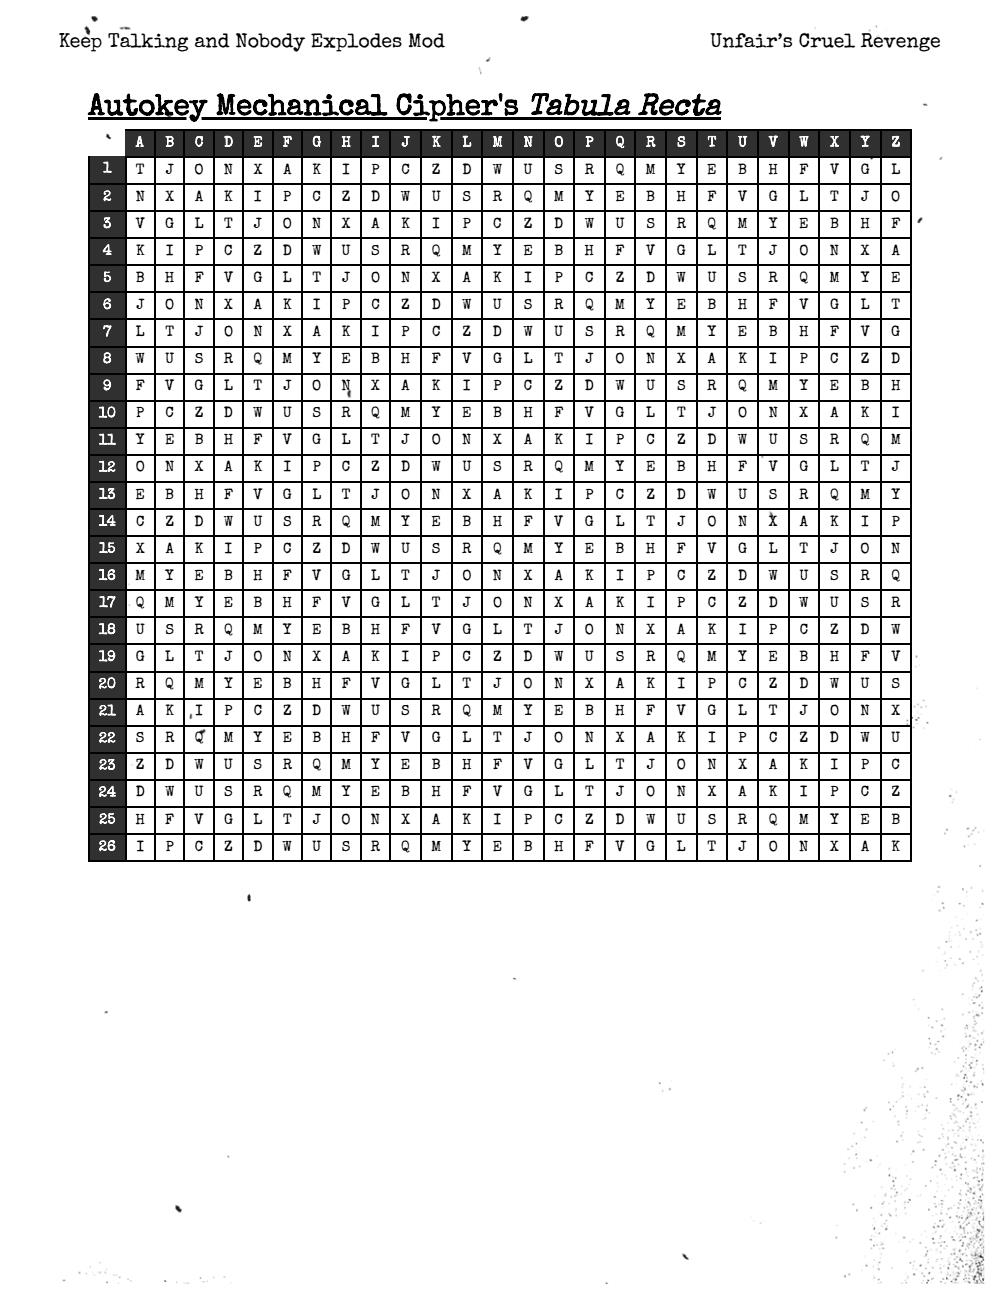 Keep Talking and Nobody Explodes Mod Unfair's Cruel Revenge
Autokey Mechanical Cipher's Tabula Recta
A B C D E F G H I J K L M N O P Q R S T U V W X Y Z
1 T J O N X A K I P C Z D W U S R Q M Y E B H F V G L
2 N X A K I P C Z D W U S R Q M Y E B H F V G L T J O
3 V G L T J O N X A K I P C Z D W U S R Q M Y E B H F
4 K I P C Z D W U S R Q M Y E B H F V G L T J O N X A
5 B H F V G L T J O N X A K I P C Z D W U S R Q M Y E
6 J O N X A K I P C Z D W U S R Q M Y E B H F V G L T
7 L T J O N X A K I P C Z D W U S R Q M Y E B H F V G
8 W U S R Q M Y E B H F V G L T J O N X A K I P C Z D
9 F V G L T J O N X A K I P C Z D W U S R Q M Y E B H
10 P C Z D W U S R Q M Y E B H F V G L T J O N X A K I
11 Y E B H F V G L T J O N X A K I P C Z D W U S R Q M
12 O N X A K I P C Z D W U S R Q M Y E B H F V G L T J
13 E B H F V G L T J O N X A K I P C Z D W U S R Q M Y
14 C Z D W U S R Q M Y E B H F V G L T J O N X A K I P
15 X A K I P C Z D W U S R Q M Y E B H F V G L T J O N
16 M Y E B H F V G L T J O N X A K I P C Z D W U S R Q
17 Q M Y E B H F V G L T J O N X A K I P C Z D W U S R
18 U S R Q M Y E B H F V G L T J O N X A K I P C Z D W
19 G L T J O N X A K I P C Z D W U S R Q M Y E B H F V
20 R Q M Y E B H F V G L T J O N X A K I P C Z D W U S
21 A K I P C Z D W U S R Q M Y E B H F V G L T J O N X
22 S R Q M Y E B H F V G L T J O N X A K I P C Z D W U
23 Z D W U S R Q M Y E B H F V G L T J O N X A K I P C
24 D W U S R Q M Y E B H F V G L T J O N X A K I P C Z
25 H F V G L T J O N X A K I P C Z D W U S R Q M Y E B
26 I P C Z D W U S R Q M Y E B H F V G L T J O N X A K